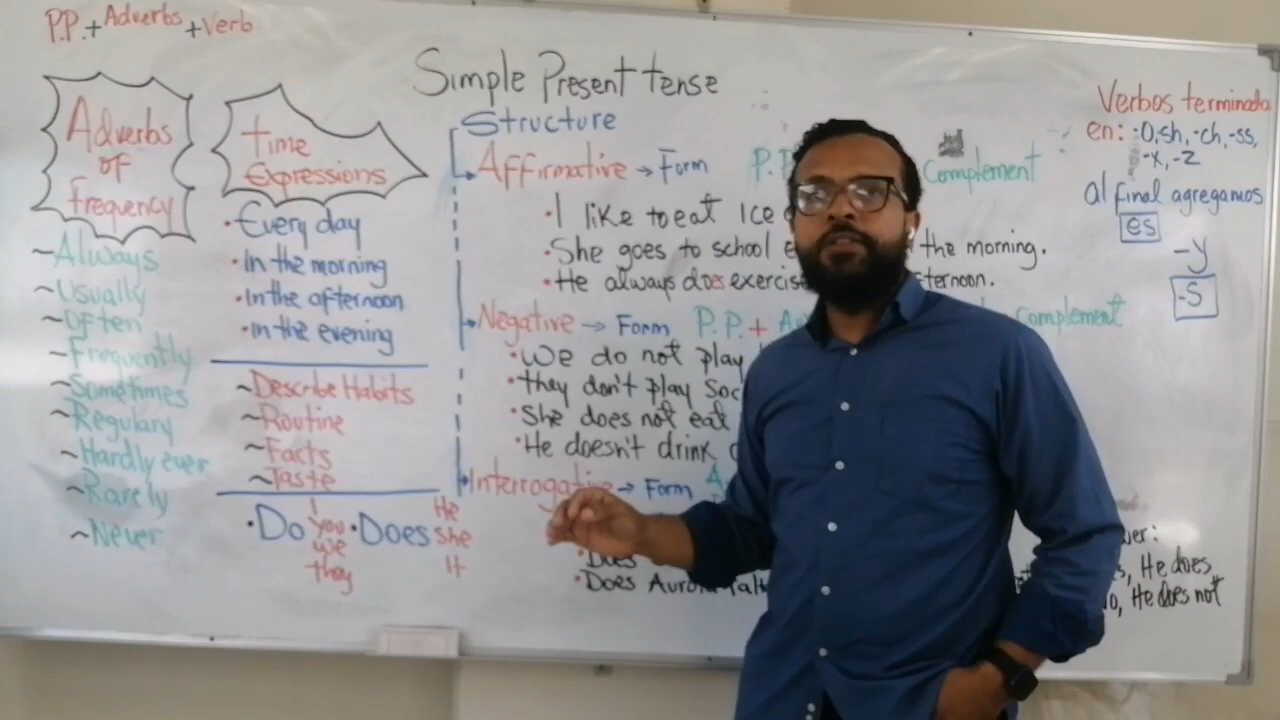 P.P. + Adverbs + Verb
Simple Present tense
Adverbs
of
frequency
~Always
~Usually
~Often
~Frequently
~Sometimes
~Regulary
~Hardly ever
~Rarely
~Never
time
Expressions
·Every day
·In the morning
·In the afternoon
·In the evening
~Describe Habits
~Routine
~Facts
~Taste
·Do
I
you
we
they
·Does
He
she
It
Structure
Affirmative → Form P.P. Complement
·I like to eat Ice
·She goes to school the morning.
·He always does exercise
Negative → Form P.P. + Complement
·We do not play
·they don't play
·She does not eat
·He doesn't drink
Interrogative → Form
·Does
·Does
He does
He does not
Verbos terminada
en: -O, -sh, -ch, -ss,
-x, -z
al final agregamos
es
-y
-S